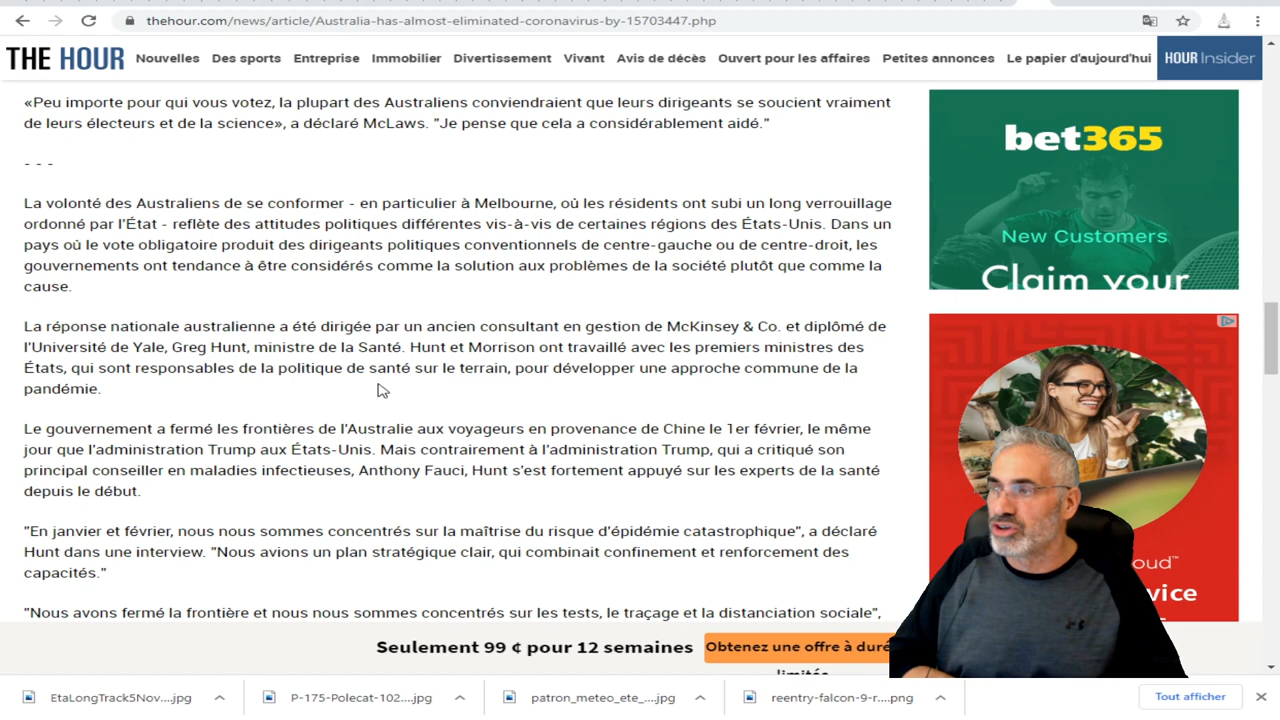 thehour.com/news/article/Australia-has-almost-eliminated-coronavirus-by-15703447.php
THE HOUR
Nouvelles Des sports Entreprise Immobilier Divertissement Vivant Avis de décès Ouvert pour les affaires Petites annonces Le papier d'aujourd'hui
HOUR Insider
«Peu importe pour qui vous votez, la plupart des Australiens conviendraient que leurs dirigeants se soucient vraiment
de leurs électeurs et de la science», a déclaré McLaws. "Je pense que cela a considérablement aidé."
- - -
La volonté des Australiens de se conformer - en particulier à Melbourne, où les résidents ont subi un long verrouillage
ordonné par l'État - reflète des attitudes politiques différentes vis-à-vis de certaines régions des États-Unis. Dans un
pays où le vote obligatoire produit des dirigeants politiques conventionnels de centre-gauche ou de centre-droit, les
gouvernements ont tendance à être considérés comme la solution aux problèmes de la société plutôt que comme la
cause.
La réponse nationale australienne a été dirigée par un ancien consultant en gestion de McKinsey & Co. et diplômé de
l'Université de Yale, Greg Hunt, ministre de la Santé. Hunt et Morrison ont travaillé avec les premiers ministres des
États, qui sont responsables de la politique de santé sur le terrain, pour développer une approche commune de la
pandémie.
Le gouvernement a fermé les frontières de l'Australie aux voyageurs en provenance de Chine le 1er février, le même
jour que l'administration Trump aux États-Unis. Mais contrairement à l'administration Trump, qui a critiqué son
principal conseiller en maladies infectieuses, Anthony Fauci, Hunt s'est fortement appuyé sur les experts de la santé
depuis le début.
"En janvier et février, nous nous sommes concentrés sur la maîtrise du risque d'épidémie catastrophique", a déclaré
Hunt dans une interview. "Nous avions un plan stratégique clair, qui combinait confinement et renforcement des
capacités."
"Nous avons fermé la frontière et nous nous sommes concentrés sur les tests, le traçage et la distanciation sociale",
bet365
New Customers
Claim your
oud™
vice
Seulement 99 ¢ pour 12 semaines
Obtenez une offre à duré
limitée
EtaLongTrack5Nov....jpg
P-175-Polecat-102....jpg
patron_meteo_ete_....jpg
reentry-falcon-9-r....png
Tout afficher